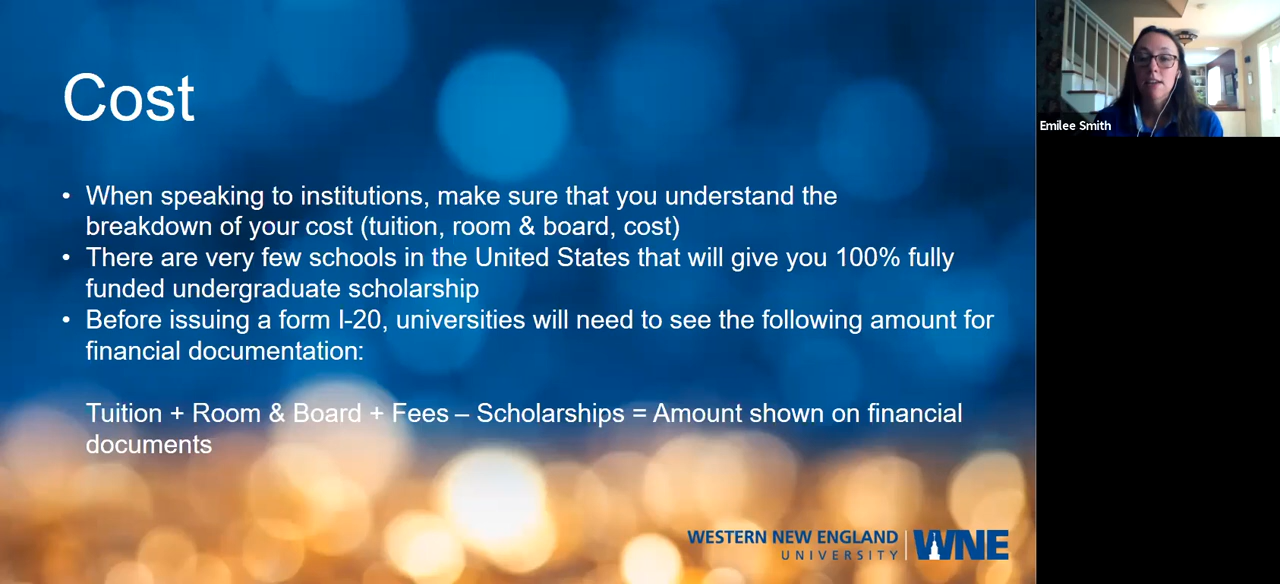 Cost
• When speaking to institutions, make sure that you understand the
breakdown of your cost (tuition, room & board, cost)
• There are very few schools in the United States that will give you 100% fully
funded undergraduate scholarship
• Before issuing a form I-20, universities will need to see the following amount for
financial documentation:
Tuition + Room & Board + Fees – Scholarships = Amount shown on financial
documents
WESTERN NEW ENGLAND
UNIVERSITY
WNE
Emilee Smith